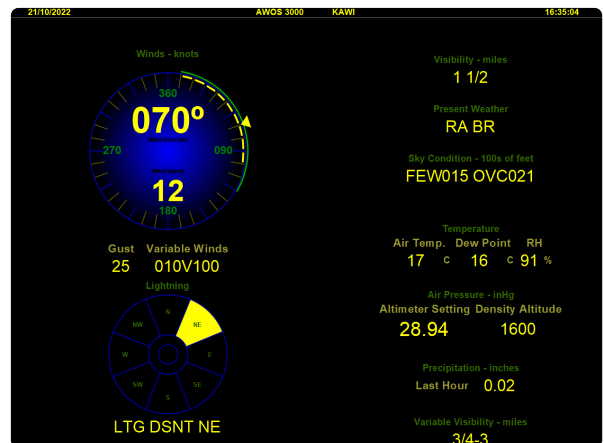 21/10/2022 AWOS 3000 KAWI 16:35:04
Winds - knots
360
070º
Wind Direction
270 090
Wind Speed
12
180
Gust Variable Winds
25 010V100
Lightning
N
NW NE
W E
SW SE
S
LTG DSNT NE
Visibility - miles
1 1/2
Present Weather
RA BR
Sky Condition - 100s of feet
FEW015 OVC021
Temperature
Air Temp. Dew Point RH
17 C 16 C 91 %
Air Pressure - inHg
Altimeter Setting Density Altitude
28.94 1600
Precipitation - inches
Last Hour 0.02
Variable Visibility - miles
3/4-3